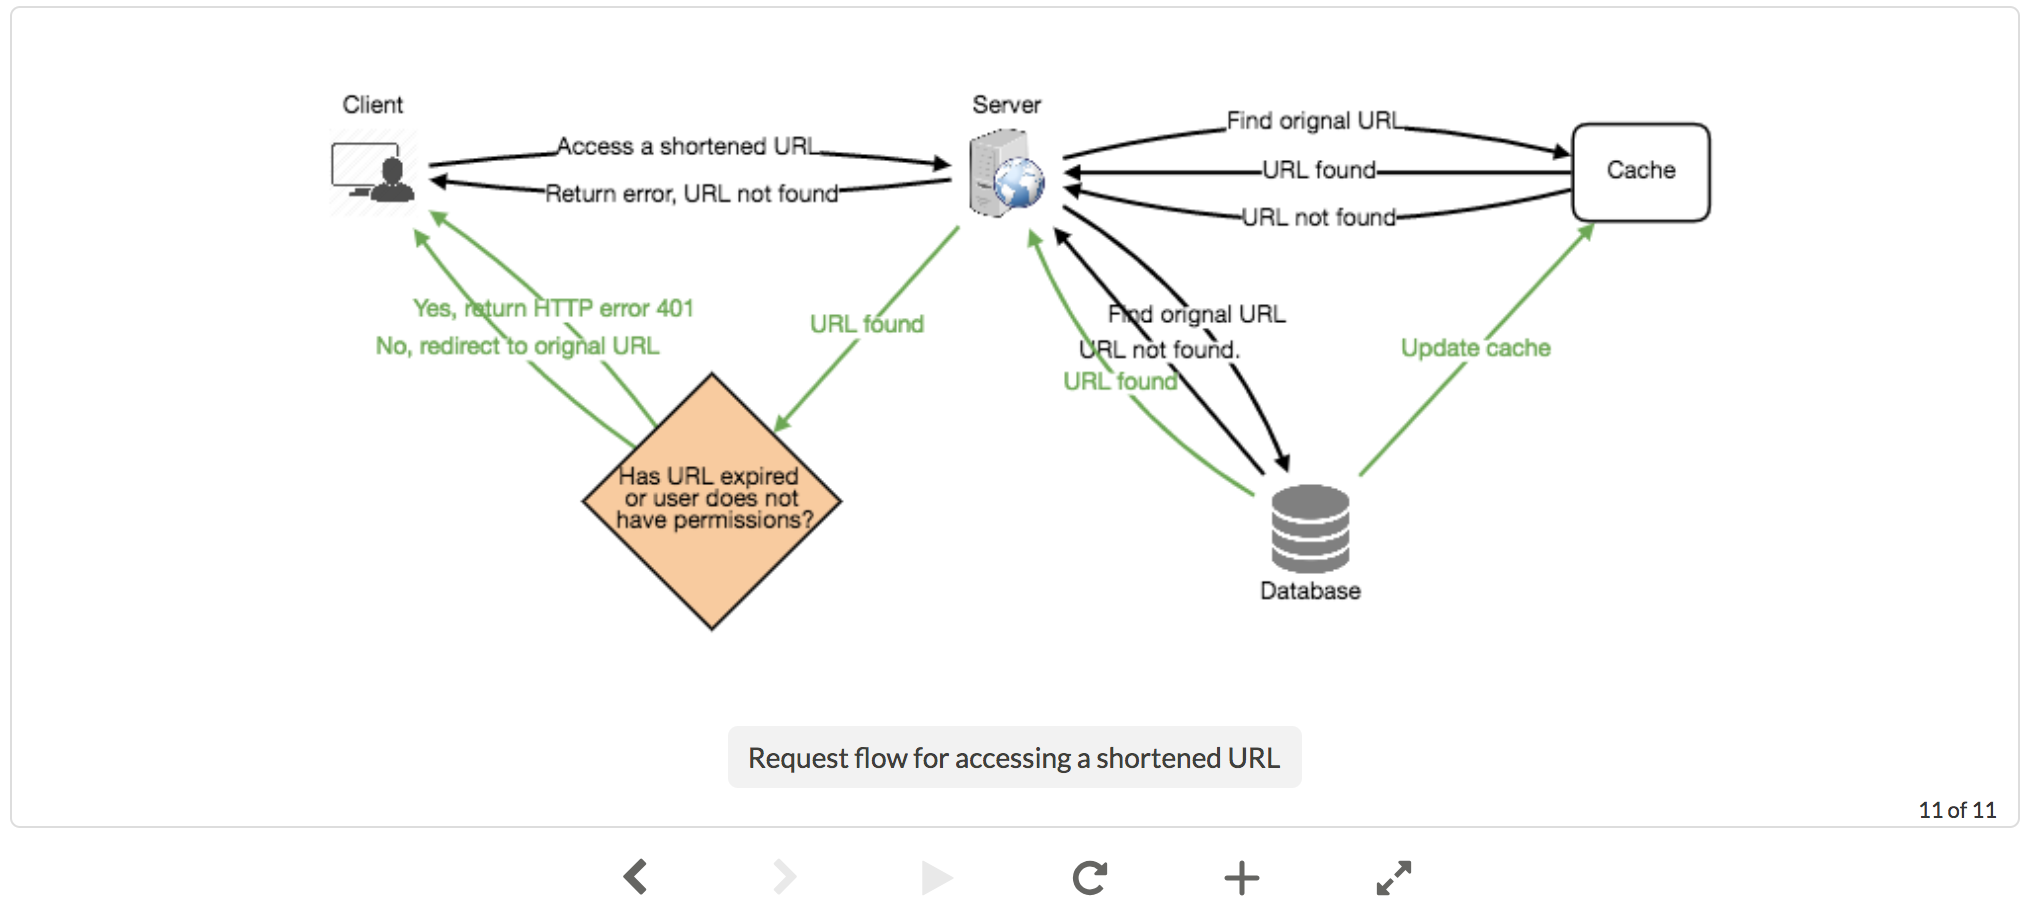 Client
Server
Access a shortened URL
Return error, URL not found
Find orignal URL
URL found
URL not found
Cache
Yes, return HTTP error 401
No, redirect to orignal URL
URL found
Find orignal URL
URL not found.
URL found
Update cache
Has URL expired
or user does not
have permissions?
Database
Request flow for accessing a shortened URL
11 of 11